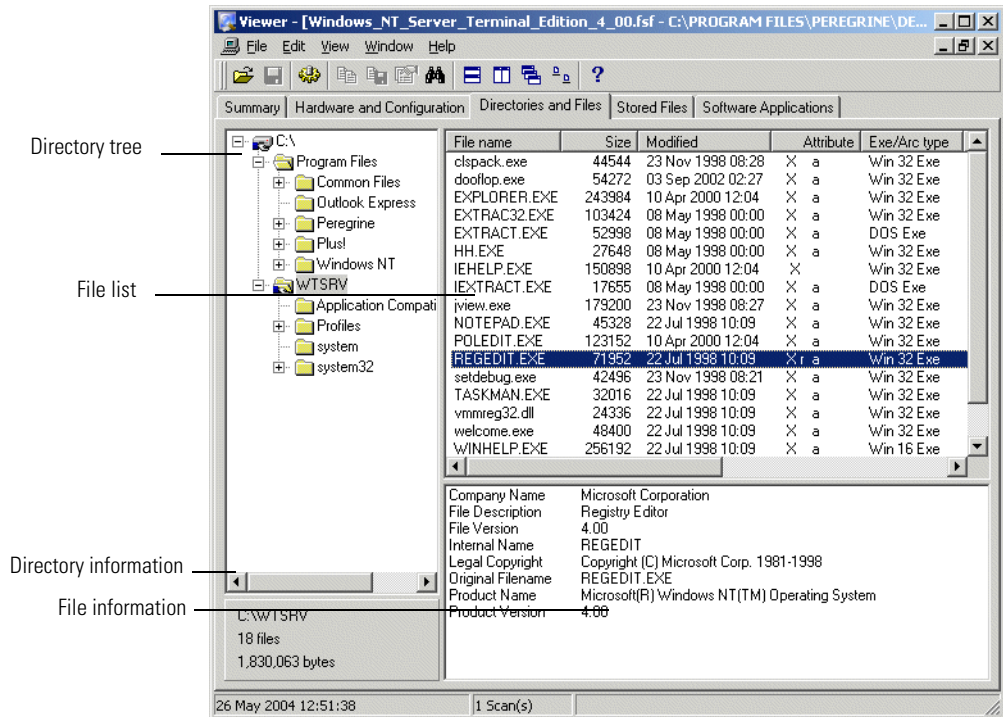 Viewer - [Windows_NT_Server_Terminal_Edition_4_00.fsf - C:\PROGRAM FILES\PEREGRINE\DE...
File Edit View Window Help
?
Summary Hardware and Configuration Directories and Files Stored Files Software Applications
Directory tree
File list
Directory information
File information
C:\
Program Files
Common Files
Outlook Express
Peregrine
Plus!
Windows NT
WTSRV
Application Compati
Profiles
system
system32
File name Size Modified Attribute Exe/Arc type
clspack.exe 44544 23 Nov 1998 08:28 X a Win 32 Exe
dooflop.exe 54272 03 Sep 2002 02:27 X a Win 32 Exe
EXPLORER.EXE 243984 10 Apr 2000 12:04 X a Win 32 Exe
EXTRAC32.EXE 103424 08 May 1998 00:00 X a Win 32 Exe
EXTRACT.EXE 52998 08 May 1998 00:00 X a DOS Exe
HH.EXE 27648 08 May 1998 00:00 X a Win 32 Exe
IEHELP.EXE 150898 10 Apr 2000 12:04 X Win 32 Exe
IEXTRACT.EXE 17655 08 May 1998 00:00 X a DOS Exe
jview.exe 179200 23 Nov 1998 08:27 X a Win 32 Exe
NOTEPAD.EXE 45328 22 Jul 1998 10:09 X a Win 32 Exe
POLEDIT.EXE 123152 10 Apr 2000 12:04 X a Win 32 Exe
REGEDIT.EXE 71952 22 Jul 1998 10:09 X r a Win 32 Exe
setdebug.exe 42496 23 Nov 1998 08:21 X a Win 32 Exe
TASKMAN.EXE 32016 22 Jul 1998 10:09 X a Win 32 Exe
vmmreg32.dll 24336 22 Jul 1998 10:09 X a Win 32 Exe
welcome.exe 48400 22 Jul 1998 10:09 X a Win 32 Exe
WINHELP.EXE 256192 22 Jul 1998 10:09 X a Win 16 Exe
Company Name Microsoft Corporation
File Description Registry Editor
File Version 4.00
Internal Name REGEDIT
Legal Copyright Copyright (C) Microsoft Corp. 1981-1998
Original Filename REGEDIT.EXE
Product Name Microsoft(R) Windows NT(TM) Operating System
Product Version 4.00
C:\WTSRV
18 files
1,830,063 bytes
26 May 2004 12:51:38 1 Scan(s)